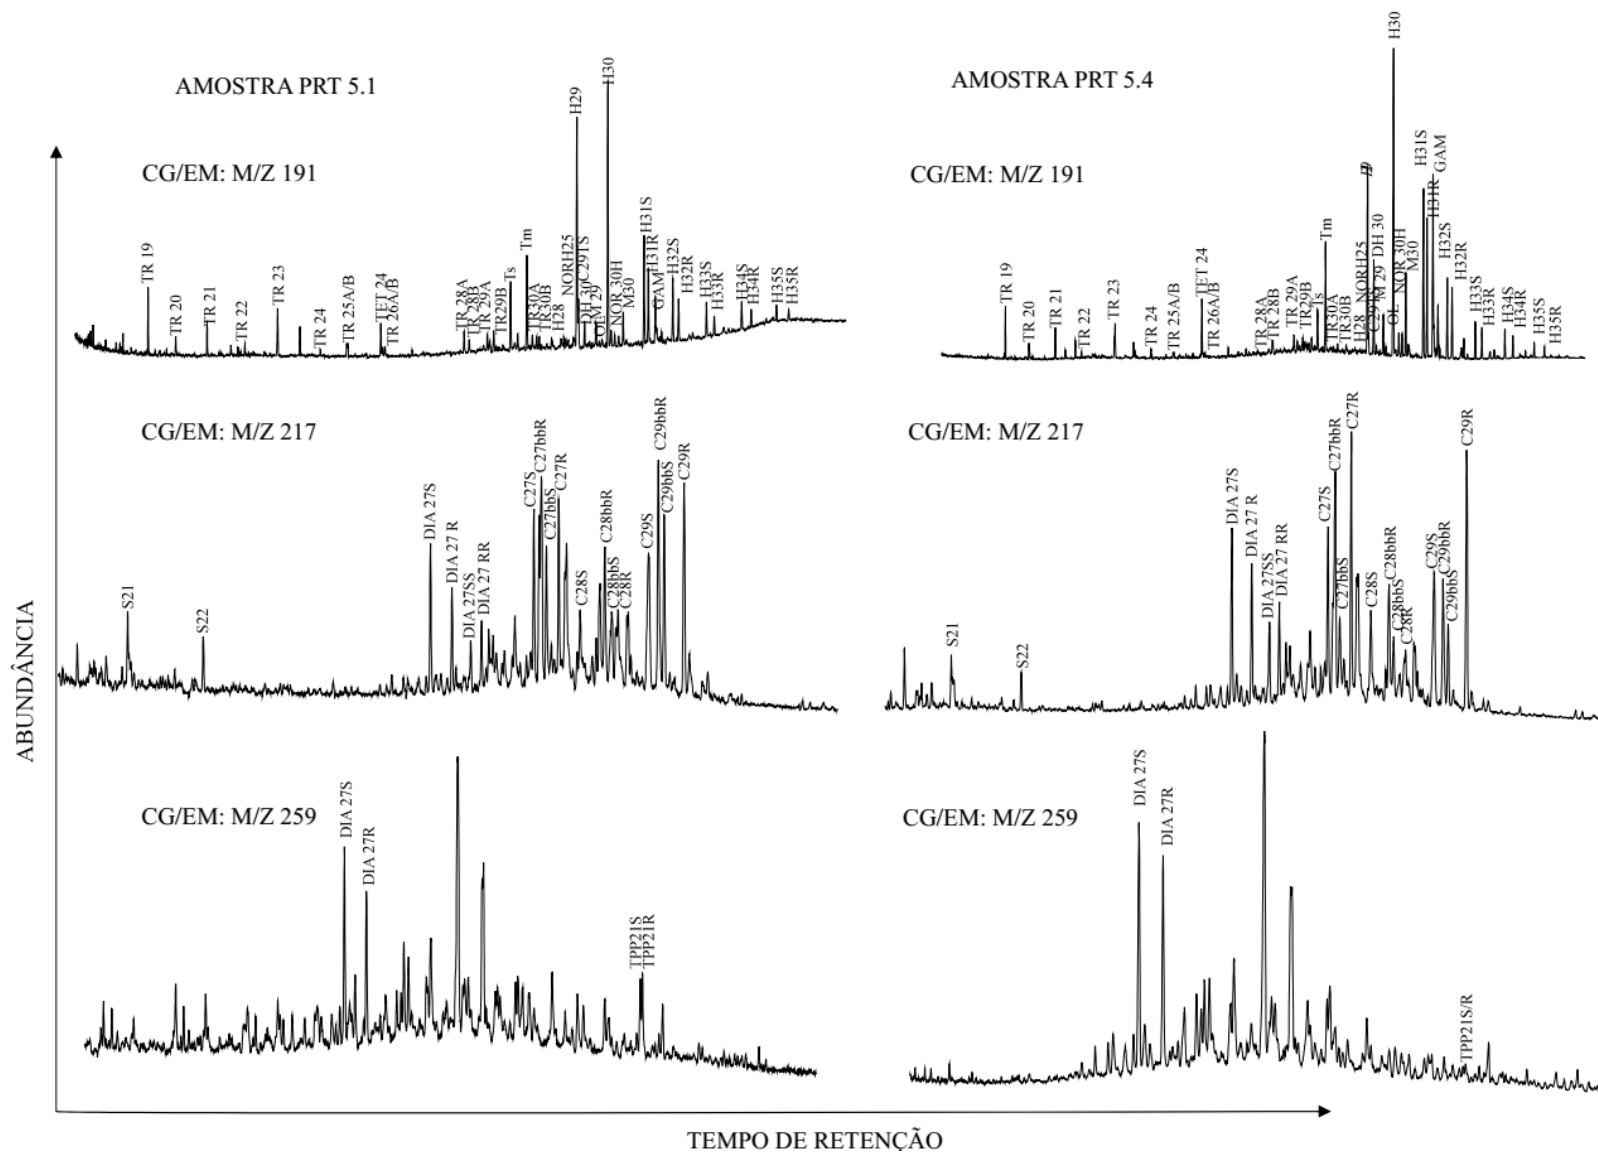 AMOSTRA PRT 5.1
CG/EM: M/Z 191
TR 19
TR 20
TR 21
TR 22
TR 23
TR 24
TR 25A/B
TET 24
TR 26A/B
TR 28A
TR 28B
TR 29A
TR29B
Ts
Tm
TR30A
TR30B
H28
NORH25
H29
C29TS
DH 30
OL
M 29
H30
NOR 30H
M30
H31S
H31R
GAM
H32S
H32R
H33S
H33R
H34S
H34R
H35S
H35R
AMOSTRA PRT 5.4
CG/EM: M/Z 191
TR 19
TR 20
TR 21
TR 22
TR 23
TR 24
TR 25A/B
TET 24
TR 26A/B
TR 28A
TR 28B
TR 29A
TR29B
Ts
Tm
TR30A
TR30B
H28
NORH25
DH 30
M 29
OL
H30
NOR 30H
M30
H31S
H31R
GAM
H32S
H32R
H33S
H33R
H34S
H34R
H35S
H35R
CG/EM: M/Z 217
S21
S22
DIA 27S
DIA 27 R
DIA 27SS
DIA 27 RR
C27S
C27bbR
C27bbS
C27R
C28S
C28bbR
C28bbS
C28R
C29S
C29bbR
C29bbS
C29R
CG/EM: M/Z 217
S21
S22
DIA 27S
DIA 27 R
DIA 27SS
DIA 27 RR
C27S
C27bbR
C27bbS
C27R
C28S
C28bbR
C28bbS
C28R
C29S
C29bbR
C29bbS
C29R
CG/EM: M/Z 259
DIA 27S
DIA 27R
TPP21S
TPP21R
CG/EM: M/Z 259
DIA 27S
DIA 27R
TPP21S/R
ABUNDÂNCIA
TEMPO DE RETENÇÃO